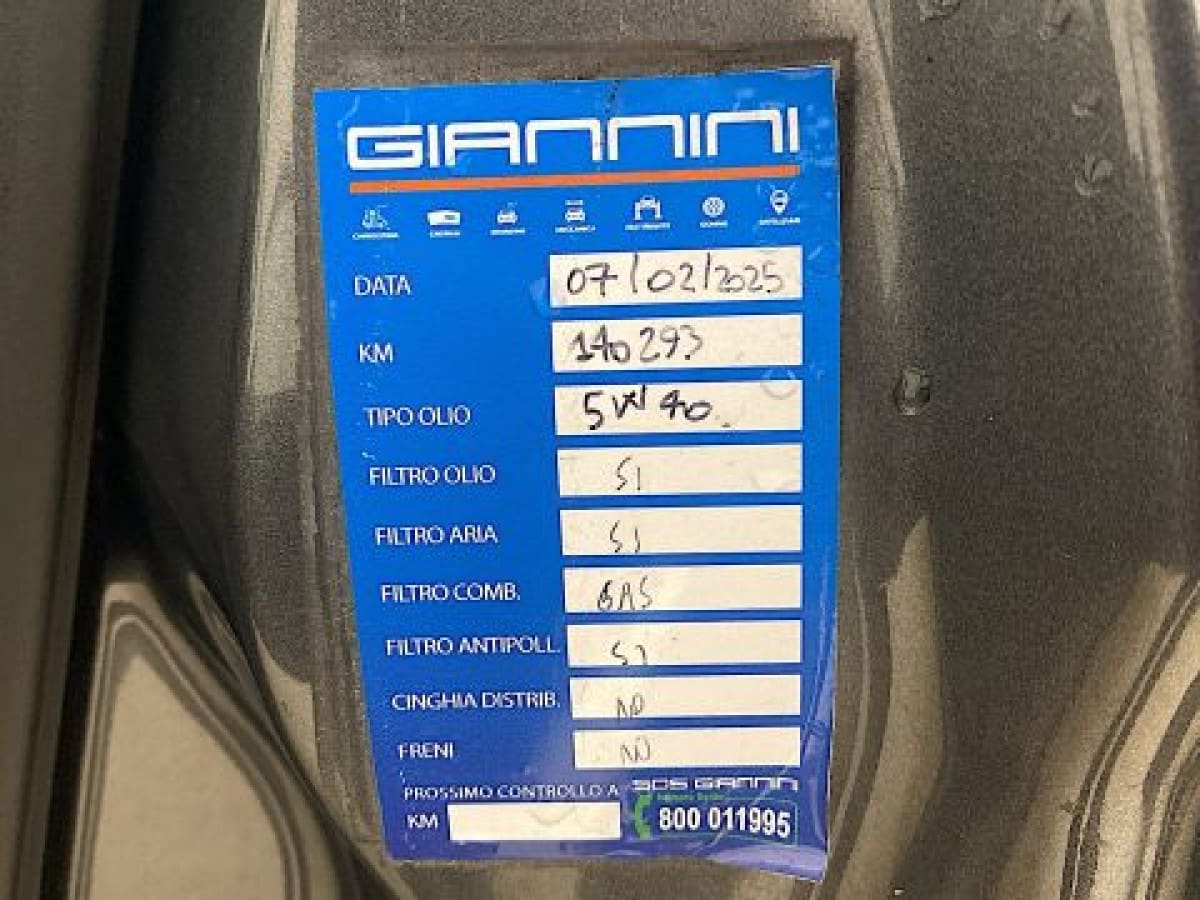 GIANNINI
DATA 07/02/2025
KM 140293
TIPO OLIO 5W40
FILTRO OLIO SI
FILTRO ARIA SI
FILTRO COMB. GAS
FILTRO ANTIPOLL. SI
CINGHIA DISTRIB. NO
FRENI NO
PROSSIMO CONTROLLO A
KM
SOS GIANNINI
800 011995